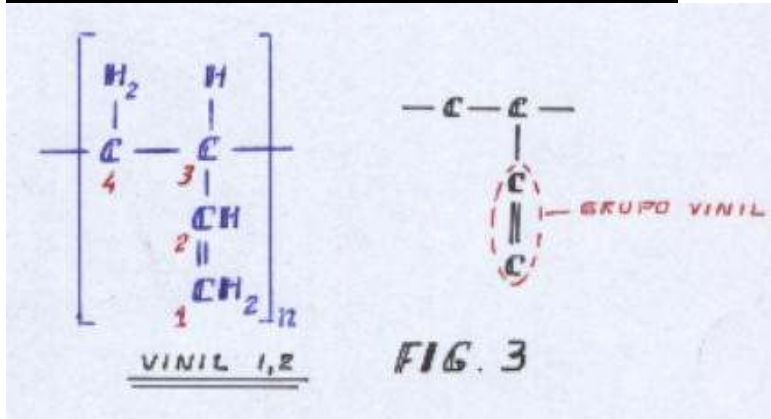 H2 H
C C
4 3
CH
2
CH2
1
n
VINIL 1,2
C C
C
C
GRUPO VINIL
FIG. 3